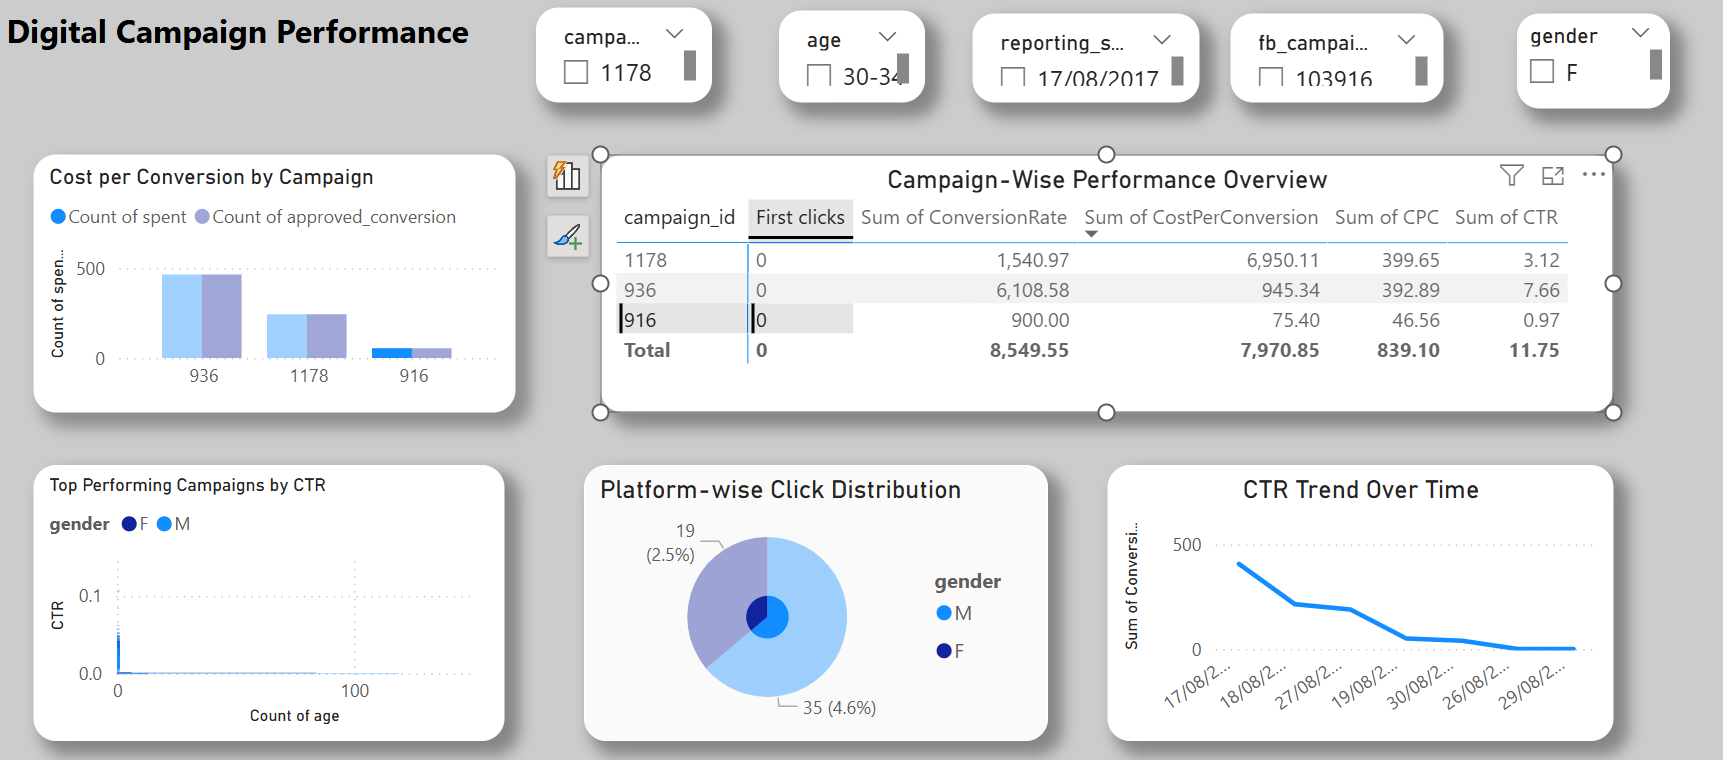 Digital Campaign Performance
campa...
1178
age
30-34
reporting_s...
17/08/2017
fb_campai...
103916
gender
F
Cost per Conversion by Campaign
Count of spent Count of approved_conversion
Count of spen...
500
0
936 1178 916
Campaign-Wise Performance Overview
campaign_id First clicks Sum of ConversionRate Sum of CostPerConversion Sum of CPC Sum of CTR
1178 0 1,540.97 6,950.11 399.65 3.12
936 0 6,108.58 945.34 392.89 7.66
916 0 900.00 75.40 46.56 0.97
Total 0 8,549.55 7,970.85 839.10 11.75
Top Performing Campaigns by CTR
gender F M
CTR
0.1
0.0
0 100
Count of age
Platform-wise Click Distribution
19
(2.5%)
35 (4.6%)
gender
M
F
CTR Trend Over Time
Sum of Conversi...
500
0
17/08/2... 18/08/2... 27/08/2... 19/08/2... 30/08/2... 26/08/2... 29/08/2...